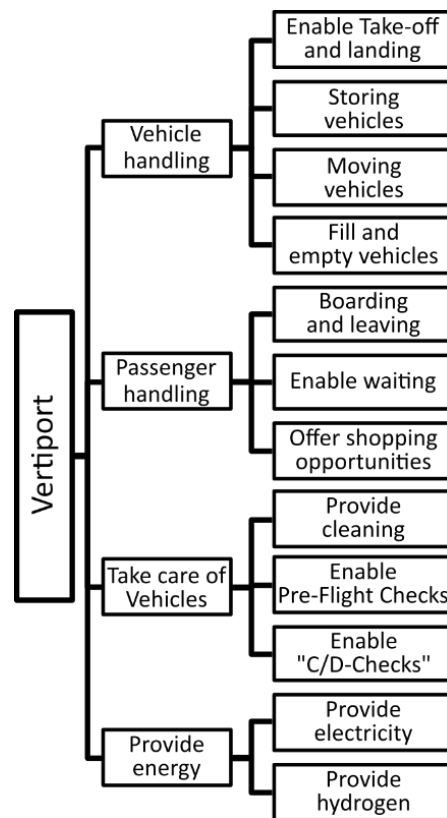 Vertiport
Vehicle
handling
Enable Take-off
and landing
Storing
vehicles
Moving
vehicles
Fill and
empty vehicles
Passenger
handling
Boarding
and leaving
Enable waiting
Offer shopping
opportunities
Take care of
Vehicles
Provide
cleaning
Enable
Pre-Flight Checks
Enable
"C/D-Checks"
Provide
energy
Provide
electricity
Provide
hydrogen